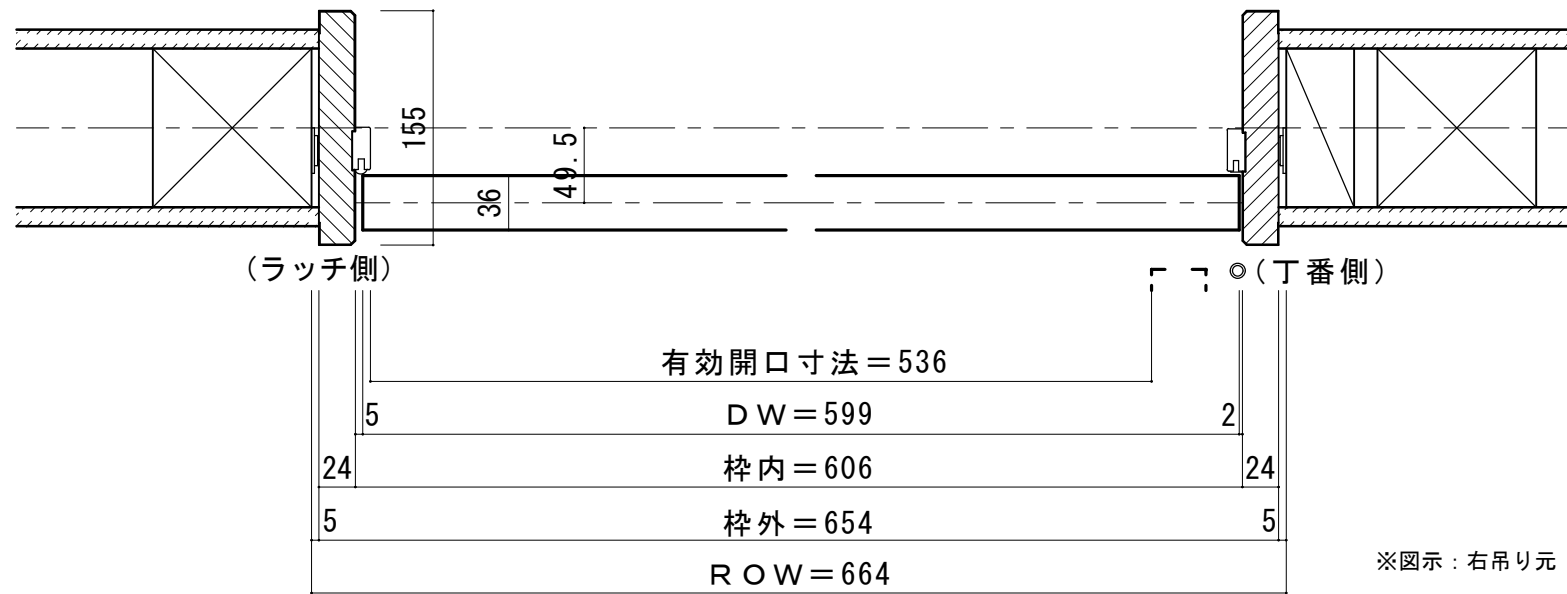 155
49.5
36
(ラッチ側)
◎(丁番側)
有効開口寸法=536
5
DW=599
2
24
枠内=606
24
5
枠外=654
5
ROW=664
※図示:右吊り元